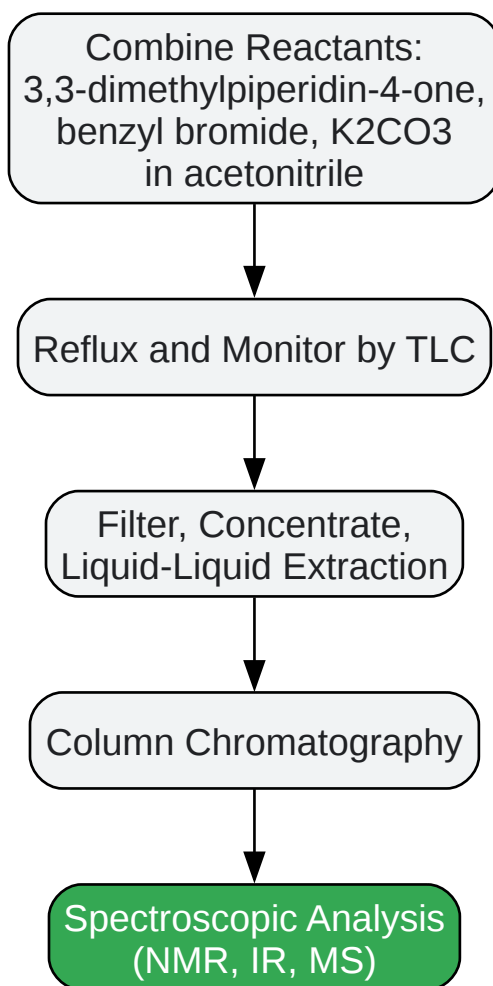 Combine Reactants:
3,3-dimethylpiperidin-4-one,
benzyl bromide, K2CO3
in acetonitrile
Reflux and Monitor by TLC
Filter, Concentrate,
Liquid-Liquid Extraction
Column Chromatography
Spectroscopic Analysis
(NMR, IR, MS)